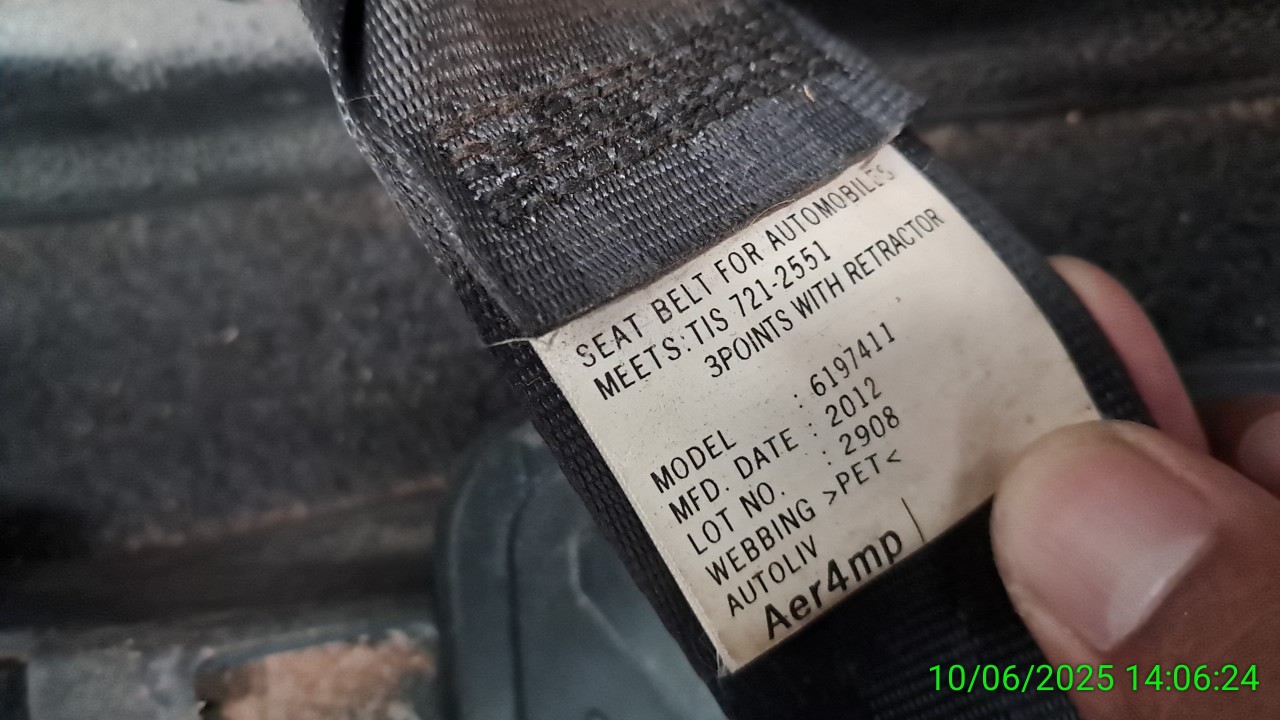 SEAT BELT FOR AUTOMOBILES
MEETS: TIS 721-2551
3POINTS WITH RETRACTOR
MODEL : 6197411
MFD. DATE : 2012
LOT NO. : 2908
WEBBING >PET<
AUTOLIV
Aer4mp
10/06/2025 14:06:24